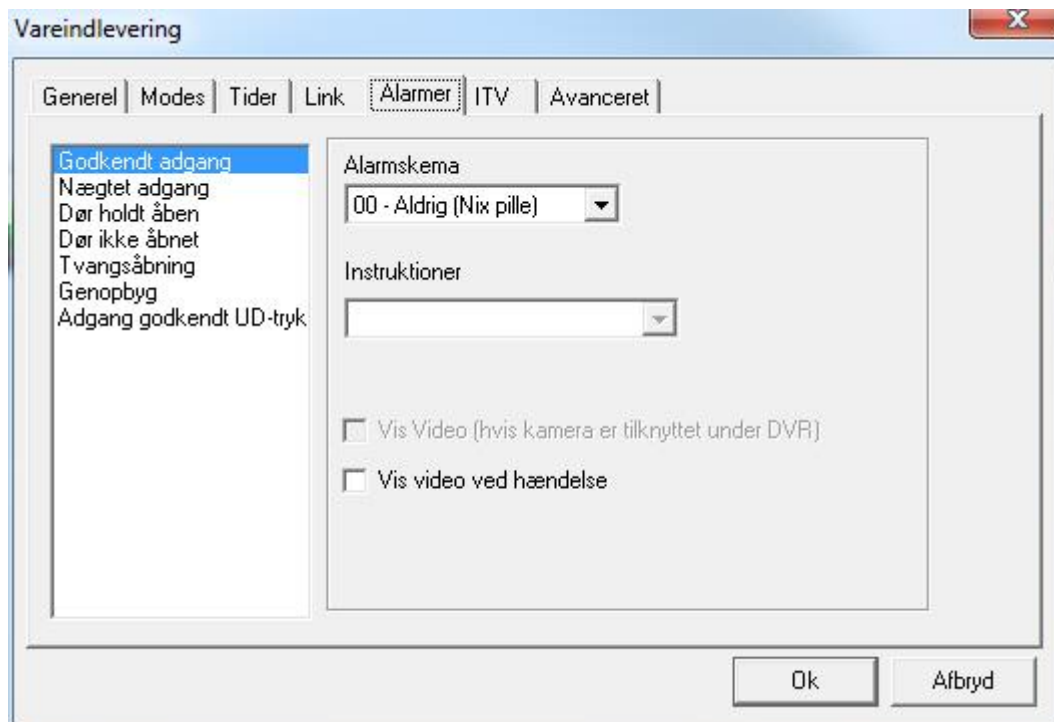 Vareindlevering
Generel Modes Tider Link Alarmer ITV Avanceret
Godkendt adgang
Nægtet adgang
Dør holdt åben
Dør ikke åbnet
Tvangsåbning
Genopbyg
Adgang godkendt UD-tryk
Alarmskema
00 - Aldrig (Nix pille)
Instruktioner
Vis Video (hvis kamera er tilknyttet under DVR)
Vis video ved hændelse
Ok Afbryd